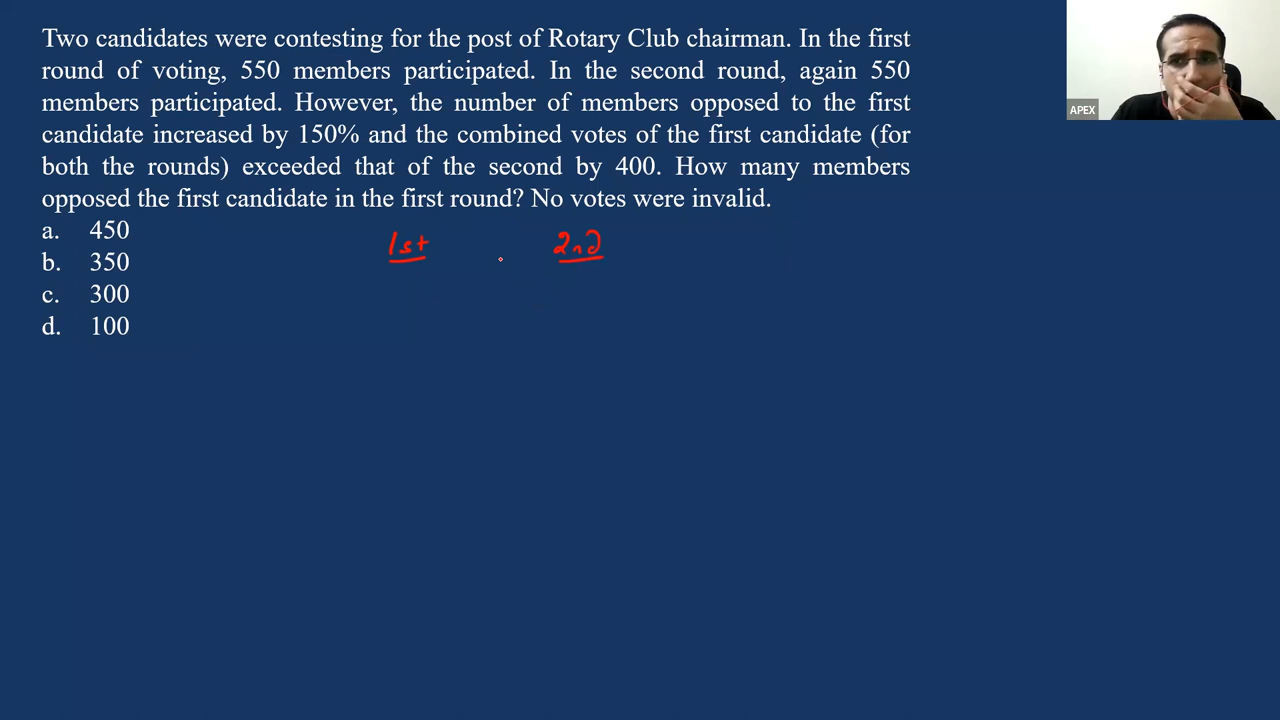 Two candidates were contesting for the post of Rotary Club chairman. In the first
round of voting, 550 members participated. In the second round, again 550
members participated. However, the number of members opposed to the first
candidate increased by 150% and the combined votes of the first candidate (for
both the rounds) exceeded that of the second by 400. How many members
opposed the first candidate in the first round? No votes were invalid.
a. 450
b. 350
c. 300
d. 100
1st 2nd
APEX